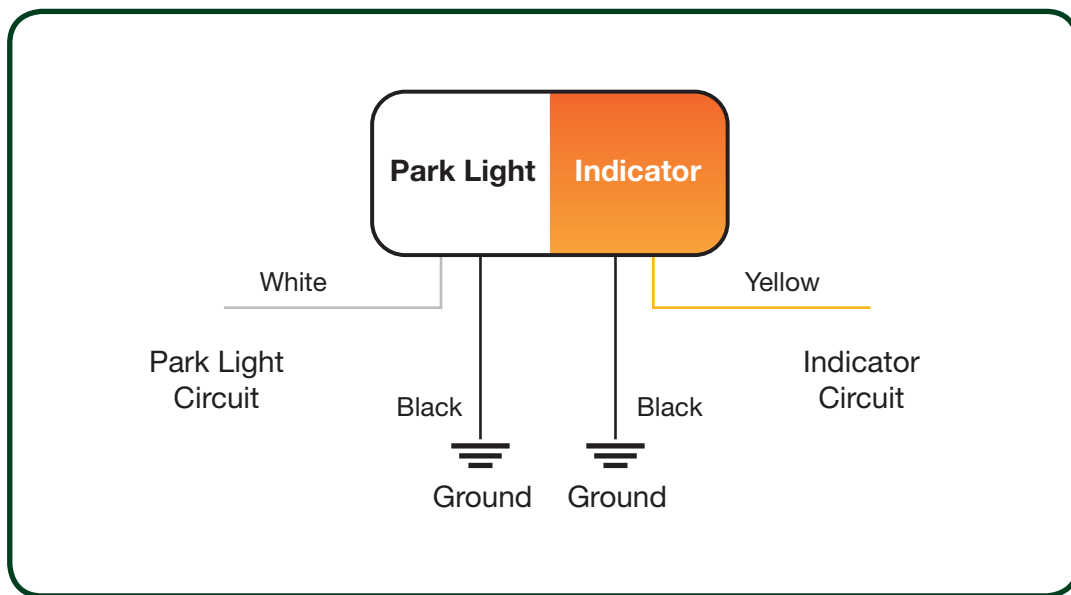 Park Light
Indicator
White
Yellow
Park Light
Circuit
Indicator
Circuit
Black
Black
Ground
Ground